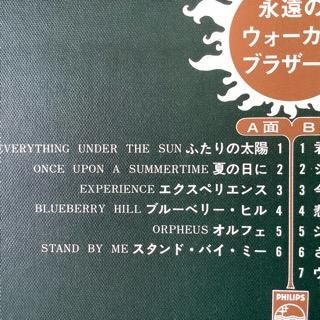 永遠の
ウォーカ
ブラザー
A面 B
EVERYTHING UNDER THE SUN ふたりの太陽 1 1
ONCE UPON A SUMMERTIME 夏の日に 2 2
EXPERIENCE エクスペリエンス 3 3
BLUEBERRY HILL ブルーベリー・ヒル 4 4
ORPHEUS オルフェ 5 5
STAND BY ME スタンド・バイ・ミー 6 6
7
PHILIPS